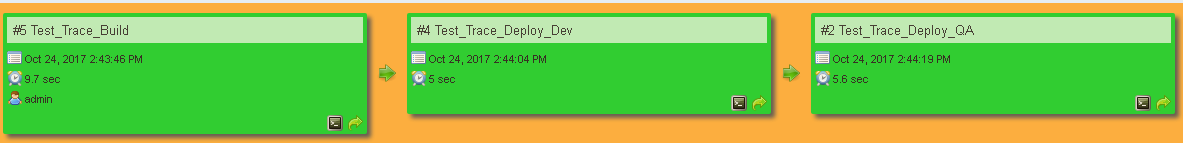 #5 Test_Trace_Build
Oct 24, 2017 2:43:46 PM
9.7 sec
admin
#4 Test_Trace_Deploy_Dev
Oct 24, 2017 2:44:04 PM
5 sec
#2 Test_Trace_Deploy_QA
Oct 24, 2017 2:44:19 PM
5.6 sec